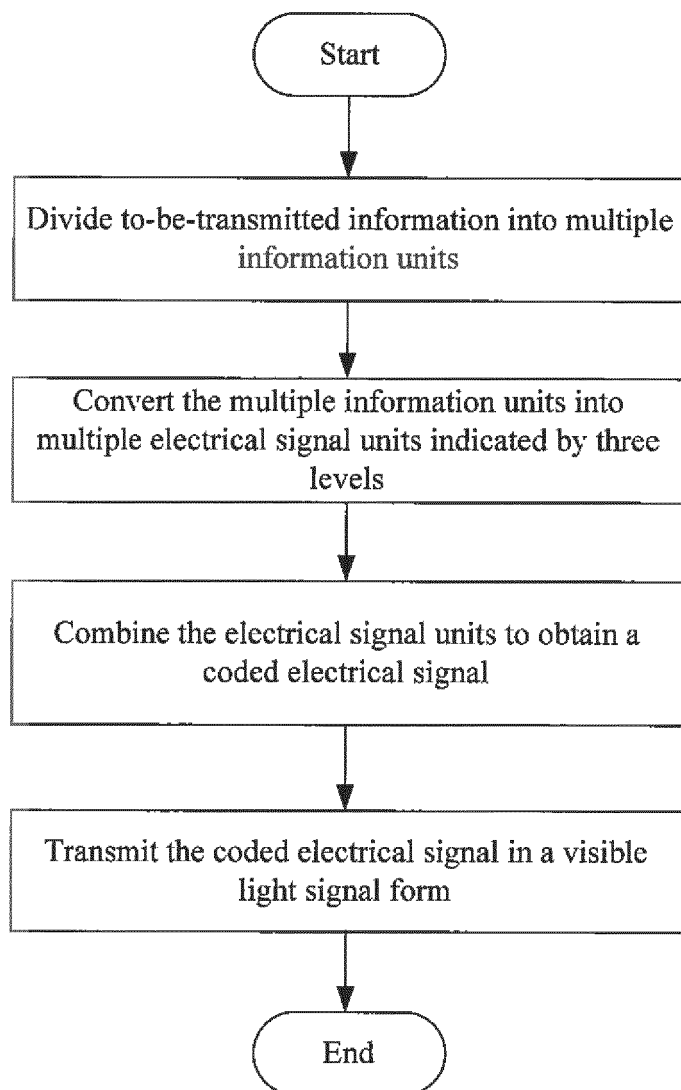 Start
Divide to-be-transmitted information into multiple
information units
Convert the multiple information units into
multiple electrical signal units indicated by three
levels
Combine the electrical signal units to obtain a
coded electrical signal
Transmit the coded electrical signal in a visible
light signal form
End